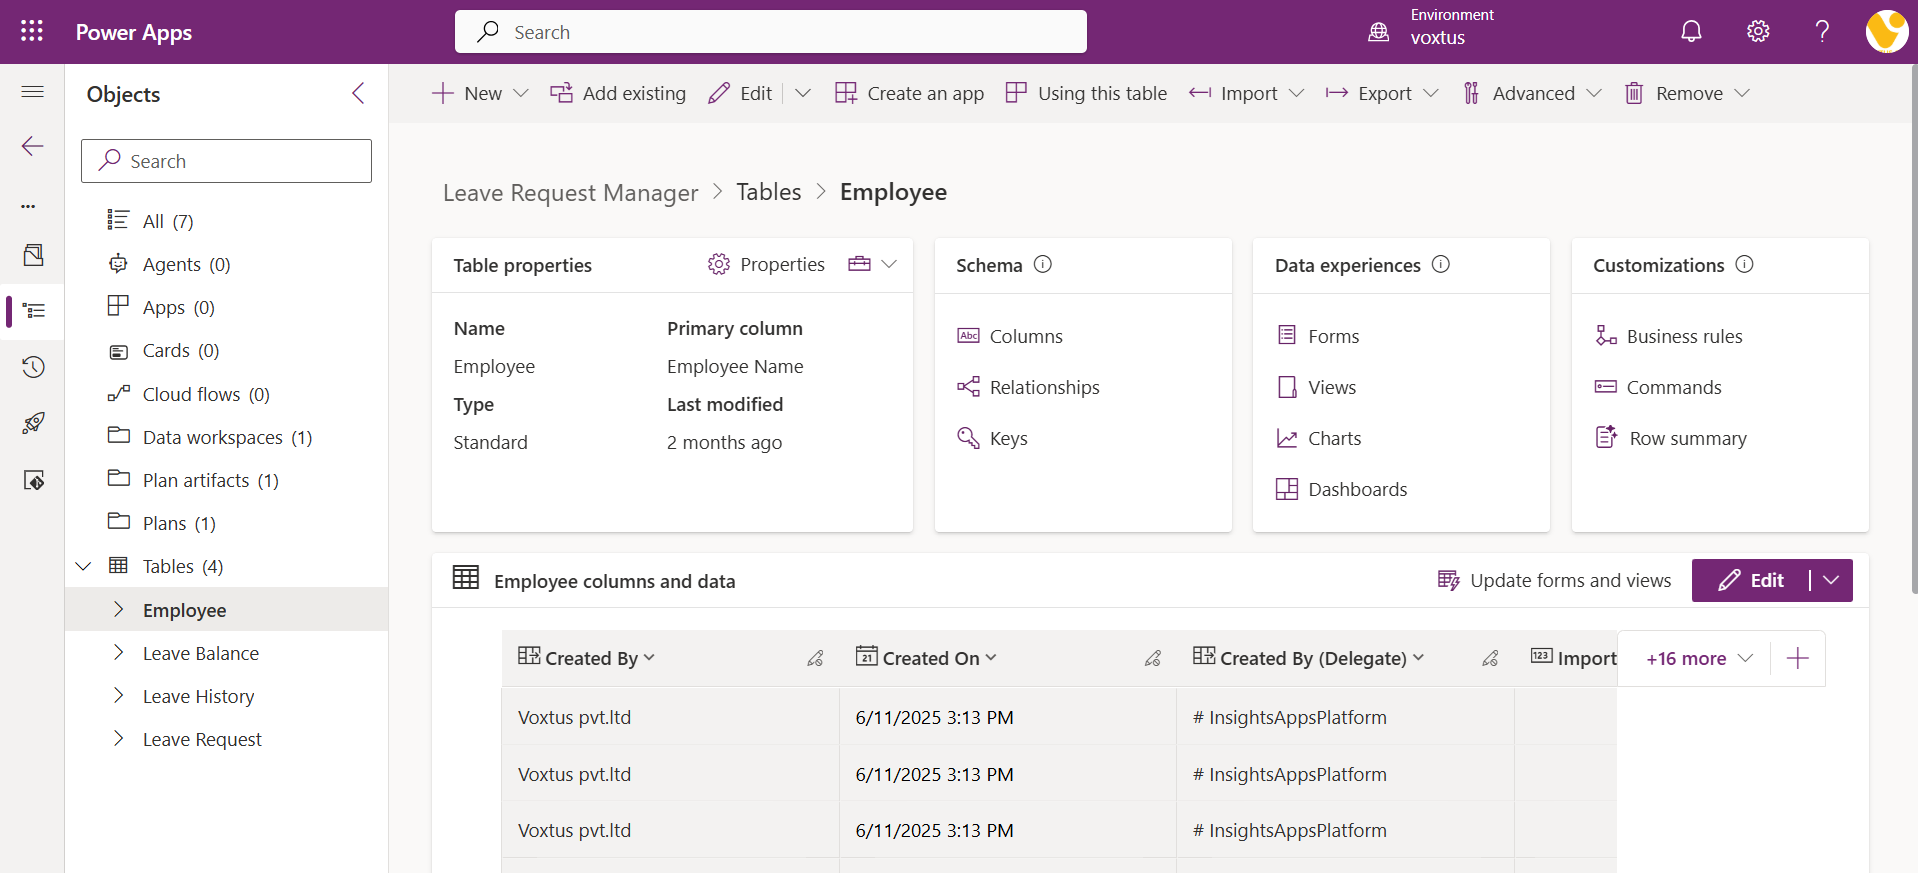 Power Apps
Search
Environment
voxtus
Objects
New
Add existing
Edit
Create an app
Using this table
Import
Export
Advanced
Remove
Search
Leave Request Manager > Tables > Employee
All (7)
Agents (0)
Apps (0)
Cards (0)
Cloud flows (0)
Data workspaces (1)
Plan artifacts (1)
Plans (1)
Tables (4)
Employee
Leave Balance
Leave History
Leave Request
Table properties
Properties
Name
Primary column
Employee
Employee Name
Type
Last modified
Standard
2 months ago
Schema
Abc
Columns
Relationships
Keys
Data experiences
Forms
Views
Charts
Dashboards
Customizations
Business rules
Commands
Row summary
Employee columns and data
Update forms and views
Edit
Created By
21
Created On
Created By (Delegate)
123
Import
+16 more
Voxtus pvt.ltd
6/11/2025 3:13 PM
# InsightsAppsPlatform
Voxtus pvt.ltd
6/11/2025 3:13 PM
# InsightsAppsPlatform
Voxtus pvt.ltd
6/11/2025 3:13 PM
# InsightsAppsPlatform